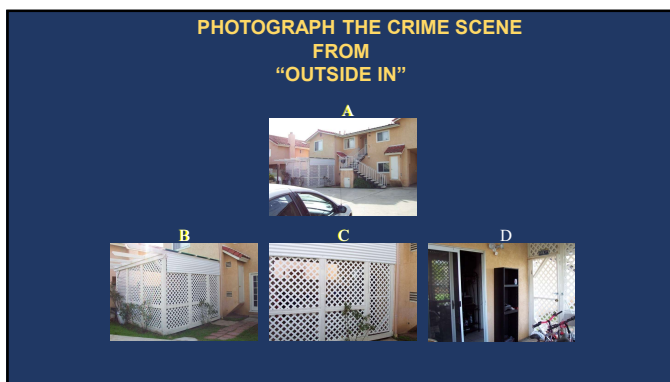 PHOTOGRAPH THE CRIME SCENE
FROM
“OUTSIDE IN”
A
B
C
D